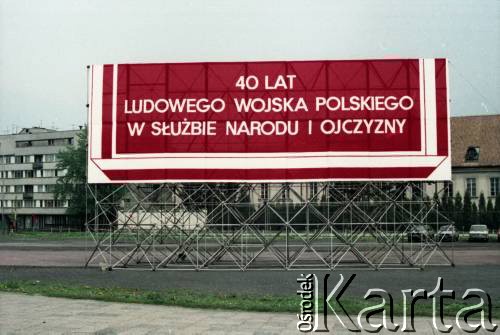 40 LAT
LUDOWEGO WOJSKA POLSKIEGO
W SŁUŻBIE NARODU I OJCZYZNY
Ośrodek
Karta